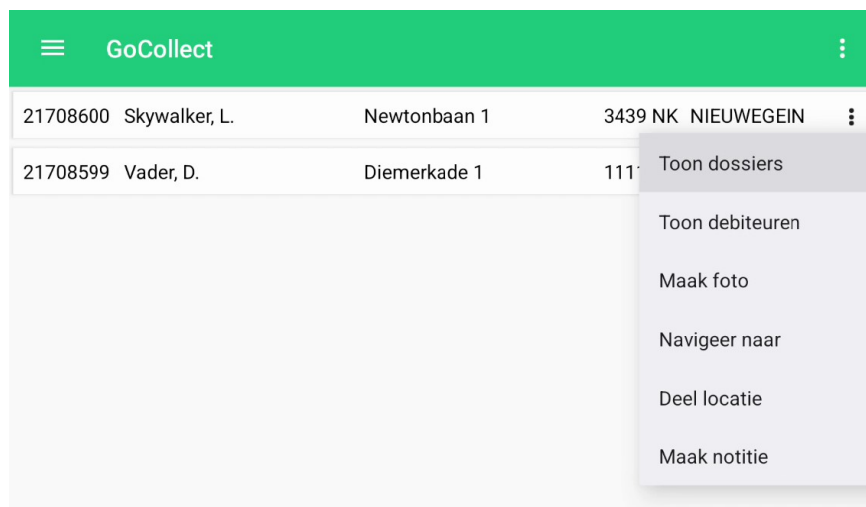 GoCollect
21708600 Skywalker, L. Newtonbaan 1 3439 NK NIEUWEGEIN
21708599 Vader, D. Diemerkade 1 111
Toon dossiers
Toon debiteuren
Maak foto
Navigeer naar
Deel locatie
Maak notitie